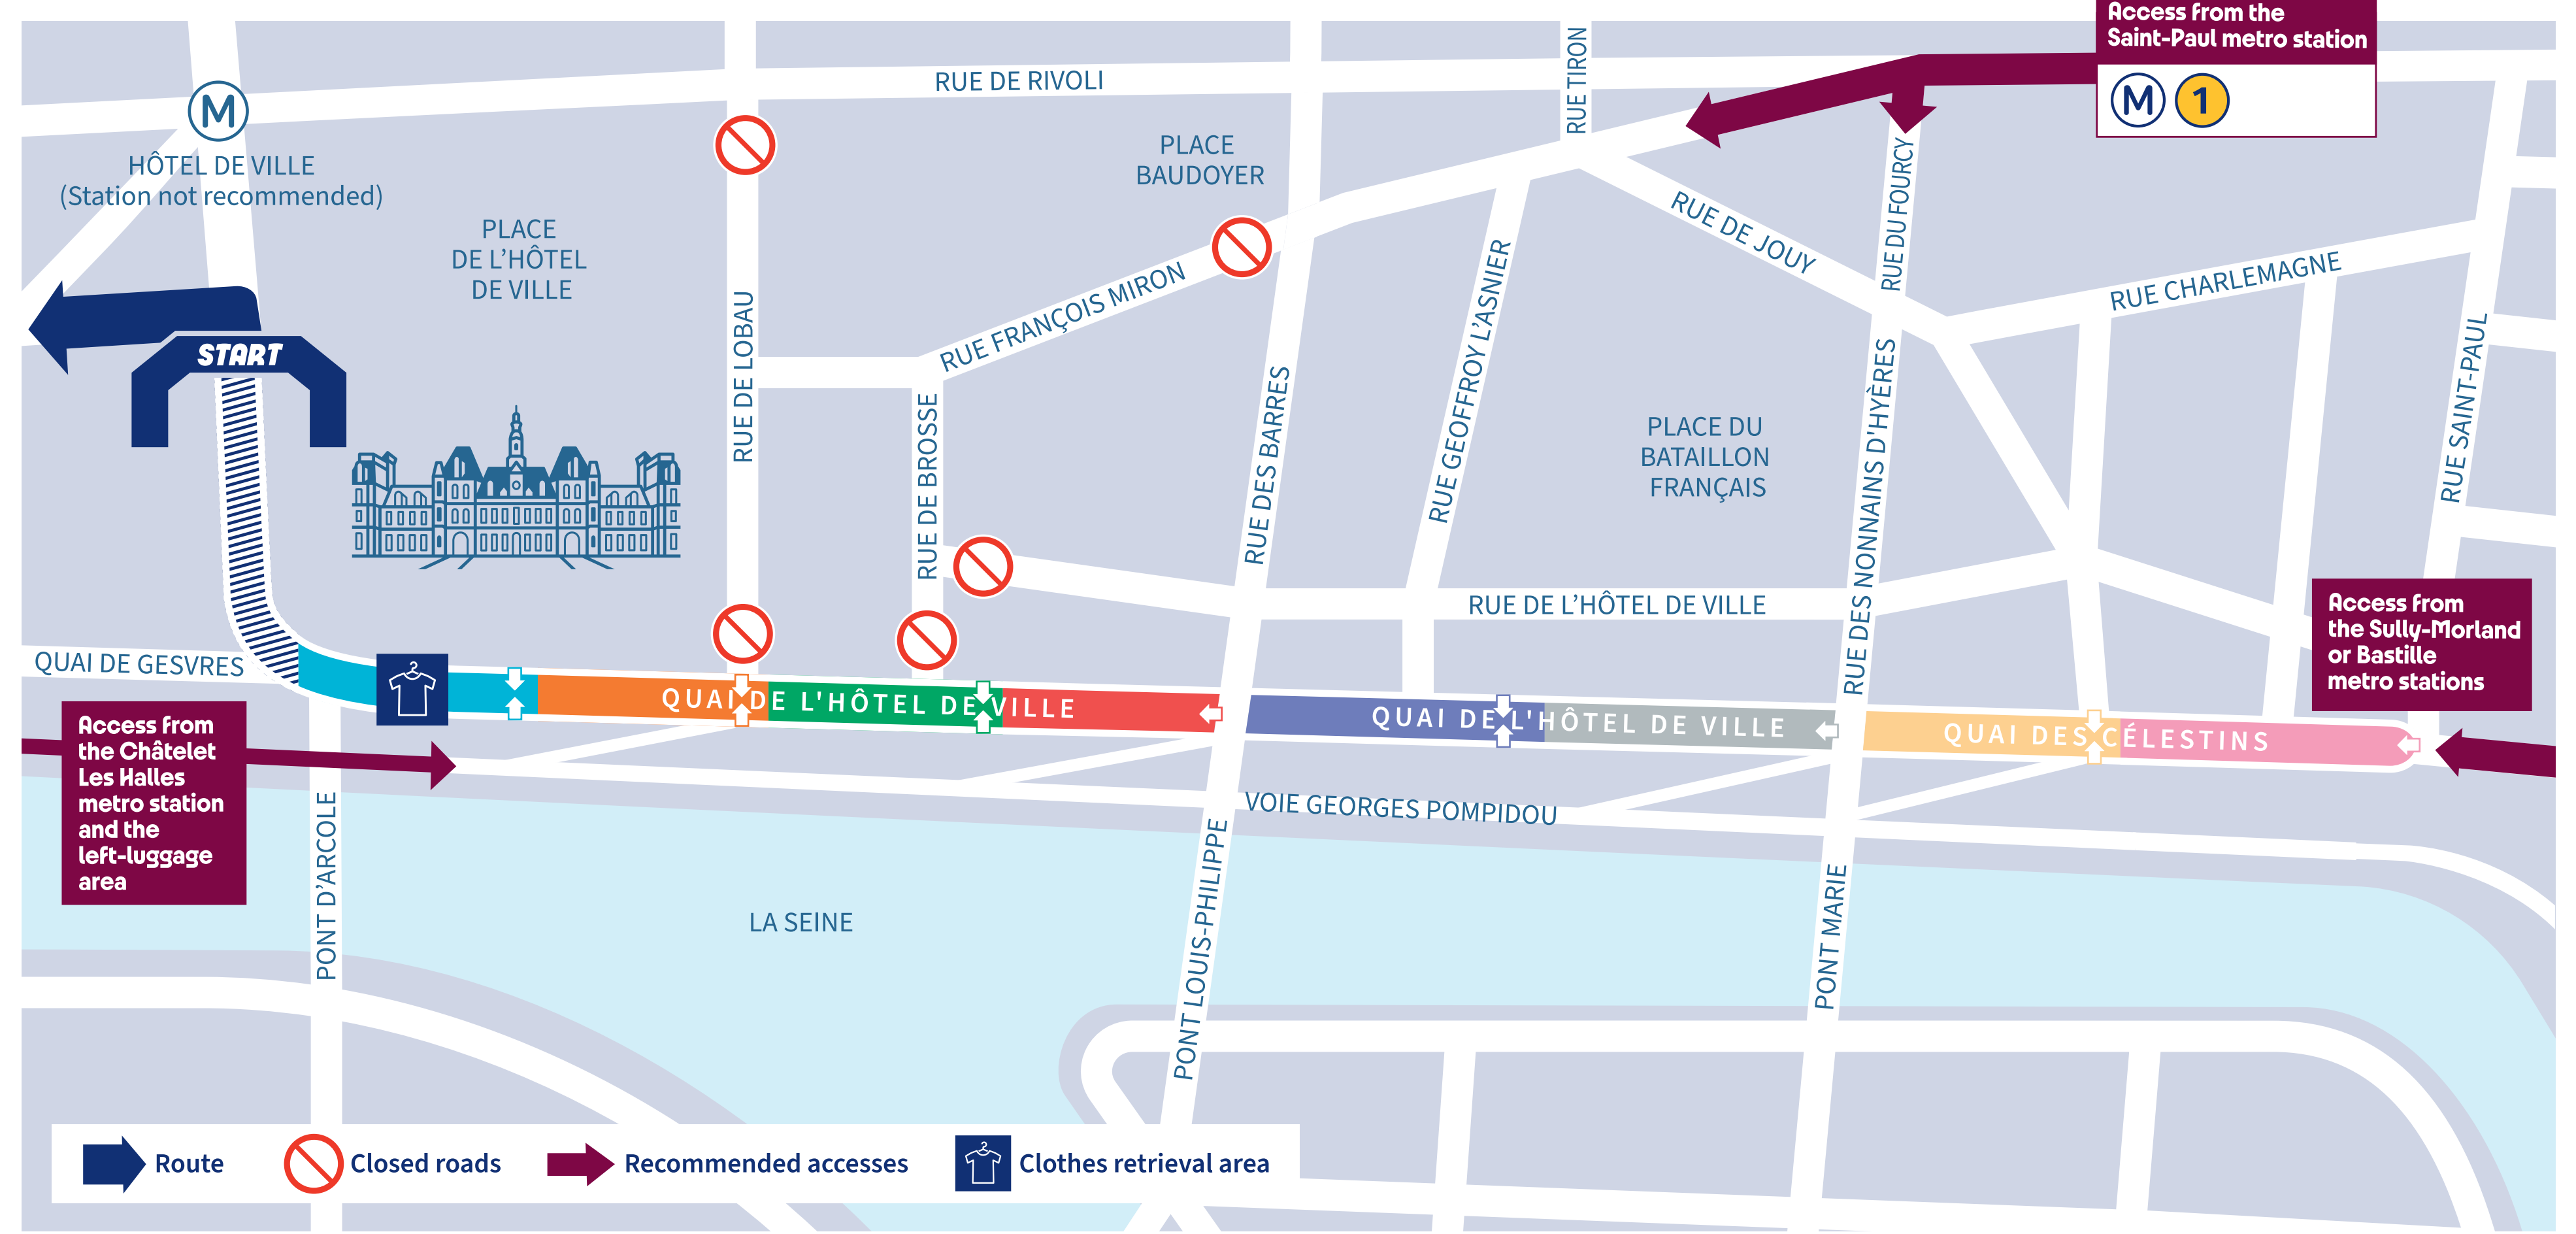 Access from the
Saint-Paul metro station
M 1
RUE DE RIVOLI
RUE TIRON
M
HÔTEL DE VILLE
(Station not recommended)
PLACE
DE L'HÔTEL
DE VILLE
PLACE
BAUDOYER
RUE DE JOUY
RUE DU FOURCY
RUE CHARLEMAGNE
START
RUE DE LOBAU
RUE FRANÇOIS MIRON
RUE DE BROSSE
RUE DES BARRES
RUE GEOFFROY L'ASNIER
PLACE DU
BATAILLON
FRANÇAIS
RUE DES NONNAINS D'HYÈRES
RUE SAINT-PAUL
RUE DE L'HÔTEL DE VILLE
Access from
the Sully-Morland
or Bastille
metro stations
QUAI DE GESVRES
QUAI DE L'HÔTEL DE VILLE
QUAI DE L'HÔTEL DE VILLE
QUAI DES CÉLESTINS
Access from
the Châtelet
Les Halles
metro station
and the
left-luggage
area
VOIE GEORGES POMPIDOU
PONT D'ARCOLE
LA SEINE
PONT LOUIS-PHILIPPE
PONT MARIE
Route
Closed roads
Recommended accesses
Clothes retrieval area